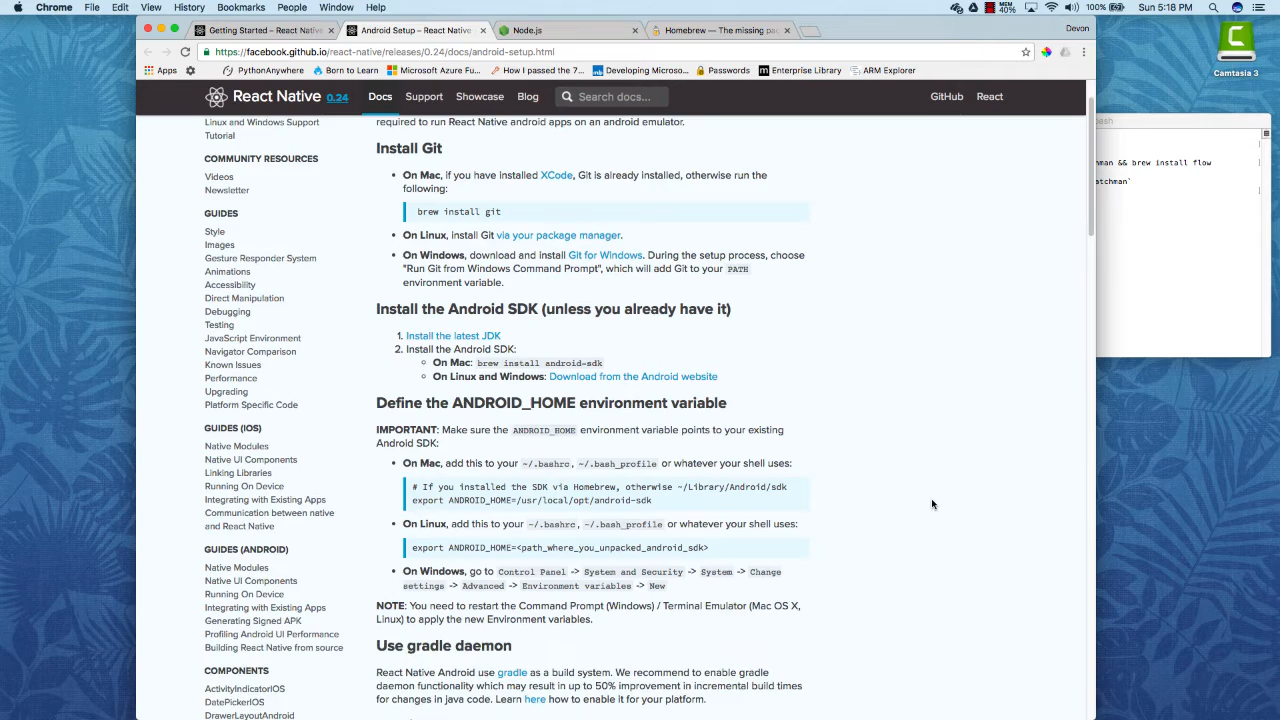 Chrome File Edit View History Bookmarks People Window Help
MEM 40% 100% Sun 5:18 PM
Getting Started – React Nativ × Android Setup – React Native × Node.js × Homebrew — The missing pac × Devon
https://facebook.github.io/react-native/releases/0.24/docs/android-setup.html
Apps PythonAnywhere Born to Learn Microsoft Azure Fu... How I passed the 7... Developing Microso... Passwords Enterprise Library ARM Explorer
React Native 0.24 Docs Support Showcase Blog Search docs... GitHub React
Linux and Windows Support
Tutorial
COMMUNITY RESOURCES
Videos
Newsletter
GUIDES
Style
Images
Gesture Responder System
Animations
Accessibility
Direct Manipulation
Debugging
Testing
JavaScript Environment
Navigator Comparison
Known Issues
Performance
Upgrading
Platform Specific Code
GUIDES (IOS)
Native Modules
Native UI Components
Linking Libraries
Running On Device
Integrating with Existing Apps
Communication between native
and React Native
GUIDES (ANDROID)
Native Modules
Native UI Components
Running On Device
Integrating with Existing Apps
Generating Signed APK
Profiling Android UI Performance
Building React Native from source
COMPONENTS
ActivityIndicatorIOS
DatePickerIOS
DrawerLayoutAndroid
required to run React Native android apps on an android emulator.
Install Git
• On Mac, if you have installed XCode, Git is already installed, otherwise run the
following:
brew install git
• On Linux, install Git via your package manager.
• On Windows, download and install Git for Windows. During the setup process, choose
"Run Git from Windows Command Prompt", which will add Git to your PATH
environment variable.
Install the Android SDK (unless you already have it)
1. Install the latest JDK
2. Install the Android SDK:
○ On Mac: brew install android-sdk
○ On Linux and Windows: Download from the Android website
Define the ANDROID_HOME environment variable
IMPORTANT: Make sure the ANDROID_HOME environment variable points to your existing
Android SDK:
• On Mac, add this to your ~/.bashrc, ~/.bash_profile or whatever your shell uses:
# If you installed the SDK via Homebrew, otherwise ~/Library/Android/sdk
export ANDROID_HOME=/usr/local/opt/android-sdk
• On Linux, add this to your ~/.bashrc, ~/.bash_profile or whatever your shell uses:
export ANDROID_HOME=<path_where_you_unpacked_android_sdk>
• On Windows, go to Control Panel -> System and Security -> System -> Change
settings -> Advanced -> Environment variables -> New
NOTE: You need to restart the Command Prompt (Windows) / Terminal Emulator (Mac OS X,
Linux) to apply the new Environment variables.
Use gradle daemon
React Native Android use gradle as a build system. We recommend to enable gradle
daemon functionality which may result in up to 50% improvement in incremental build times
for changes in java code. Learn here how to enable it for your platform.
Camtasia 3
bash
hman && brew install flow
atchman`